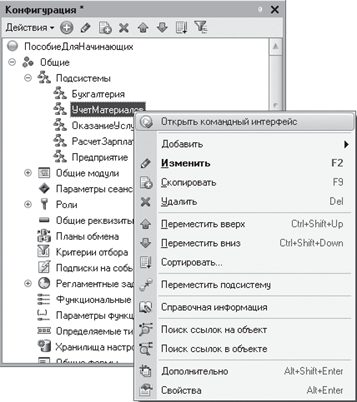 Конфигурация *
Действия
ПособиеДляНачинающих
Общие
Подсистемы
Бухгалтерия
УчетМатериалов
ОказаниеУслу
РасчетЗарплат
Предприятие
Общие модули
Параметры сеанс
Роли
Общие реквизиты
Планы обмена
Критерии отбора
Подписки на собы
Регламентные зад
Функциональные
Параметры функц
Определяемые ти
Хранилища настро
Общие формы
Открыть командный интерфейс
Добавить
Изменить F2
Скопировать F9
Удалить Del
Переместить вверх Ctrl+Shift+Up
Переместить вниз Ctrl+Shift+Down
Сортировать...
Переместить подсистему
Справочная информация
Поиск ссылок на объект
Поиск ссылок в объекте
Дополнительно Alt+Shift+Enter
Свойства Alt+Enter